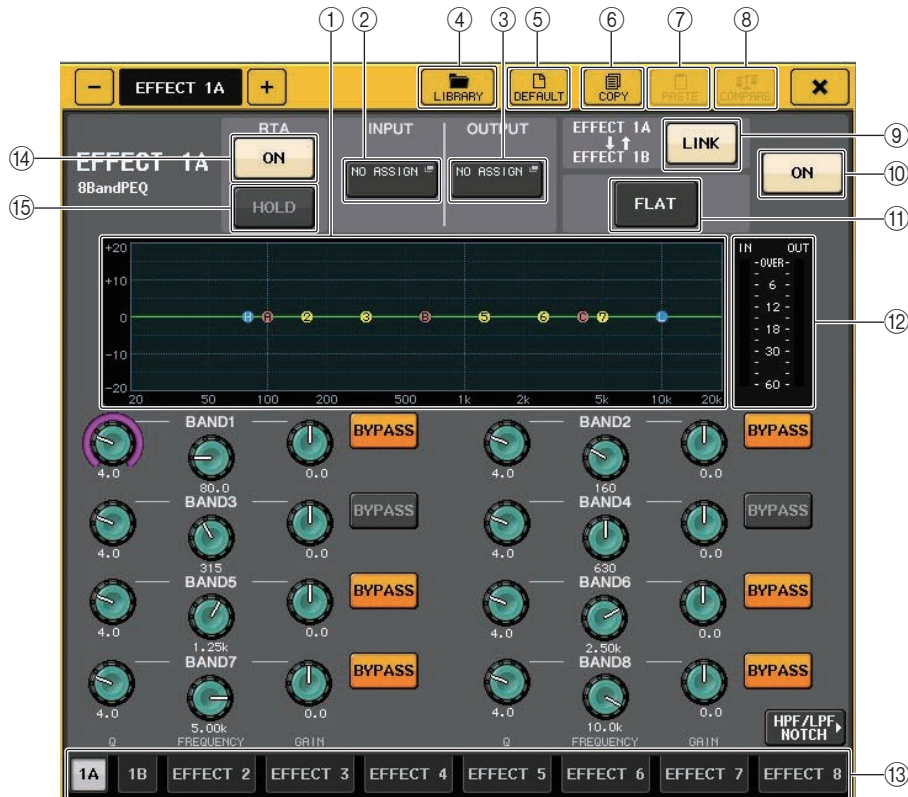 ① ② ④ ⑤ ⑥ ⑦ ⑧
− EFFECT 1A + LIBRARY DEFAULT COPY PASTE COMPARE ×
RTA INPUT OUTPUT EFFECT 1A
EFFECT 1B
LINK ⑨
③
⑭ EFFECT 1A
8BandPEQ
ON NO ASSIGN NO ASSIGN ON ⑩
⑮ HOLD FLAT ⑪
IN OUT
+20 -OVER-
+10 - 6 -
- 12 - ⑫
0 H A 2 3 B 5 6 C 7 L - 18 -
-10 - 30 -
-20 - 60 -
20 50 100 200 500 1k 2k 5k 10k 20k
BAND1 BYPASS BAND2 BYPASS
4.0 80.0 0.0 4.0 160 0.0
BAND3 BYPASS BAND4 BYPASS
4.0 315 0.0 4.0 630 0.0
BAND5 BYPASS BAND6 BYPASS
4.0 1.25k 0.0 4.0 2.50k 0.0
BAND7 BYPASS BAND8 BYPASS
4.0 5.00k 0.0 4.0 10.0k 0.0
Q FREQUENCY GAIN Q FREQUENCY GAIN
HPF/LPF
NOTCH
1A 1B EFFECT 2 EFFECT 3 EFFECT 4 EFFECT 5 EFFECT 6 EFFECT 7 EFFECT 8 ⑬